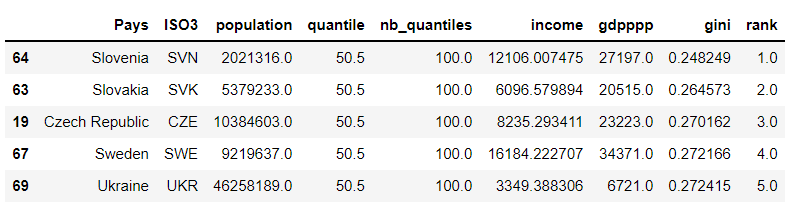 Pays ISO3 population quantile nb_quantiles income gdpppp gini rank
64 Slovenia SVN 2021316.0 50.5 100.0 12106.007475 27197.0 0.248249 1.0
63 Slovakia SVK 5379233.0 50.5 100.0 6096.579894 20515.0 0.264573 2.0
19 Czech Republic CZE 10384603.0 50.5 100.0 8235.293411 23223.0 0.270162 3.0
67 Sweden SWE 9219637.0 50.5 100.0 16184.222707 34371.0 0.272166 4.0
69 Ukraine UKR 46258189.0 50.5 100.0 3349.388306 6721.0 0.272415 5.0